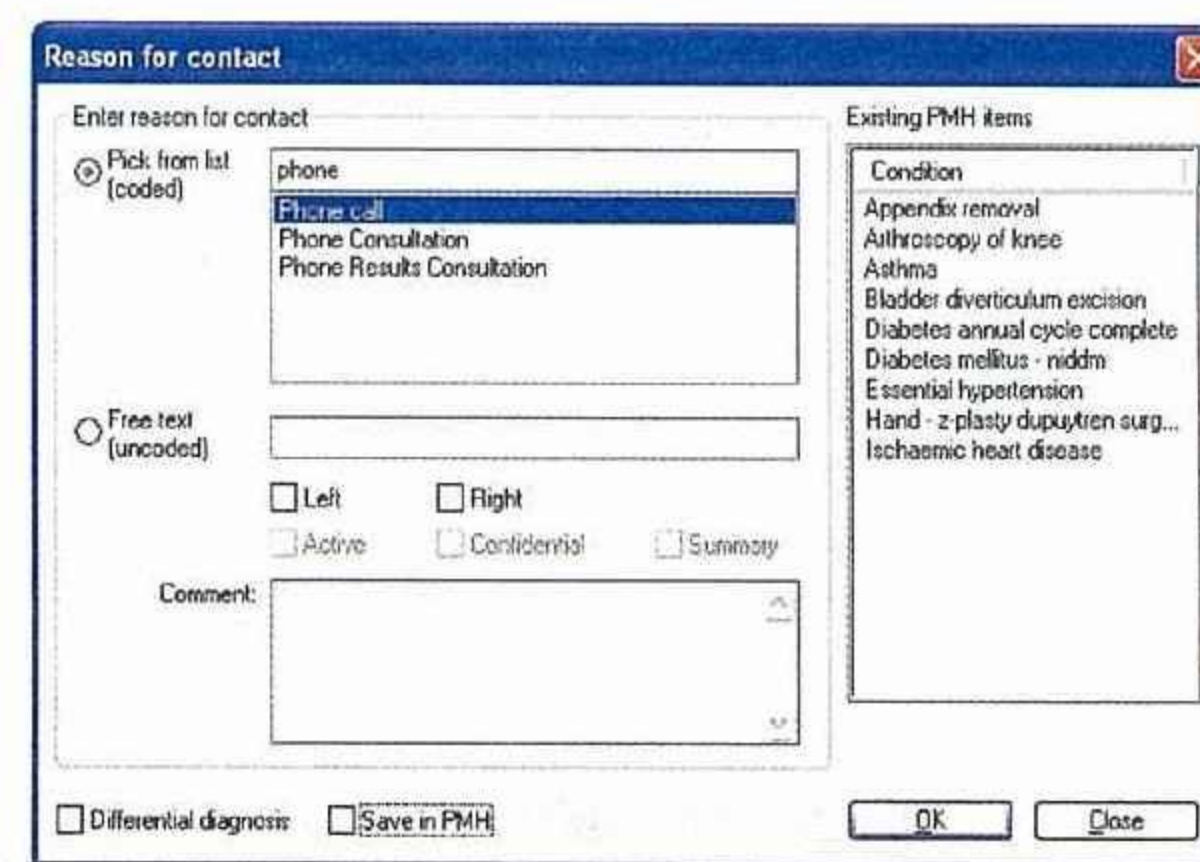 Reason for contact
Enter reason for contact
Pick from list
(coded)
phone
Phone call
Phone Consultation
Phone Results Consultation
Free text
(uncoded)
Left
Right
Active
Confidential
Summary
Comment:
Differential diagnosis
Save in PMH
Existing PMH items
Condition
Appendix removal
Arthroscopy of knee
Asthma
Bladder diverticulum excision
Diabetes annual cycle complete
Diabetes mellitus - niddm
Essential hypertension
Hand - z-plasty dupuytren surg...
Ischaemic heart disease
OK
Close